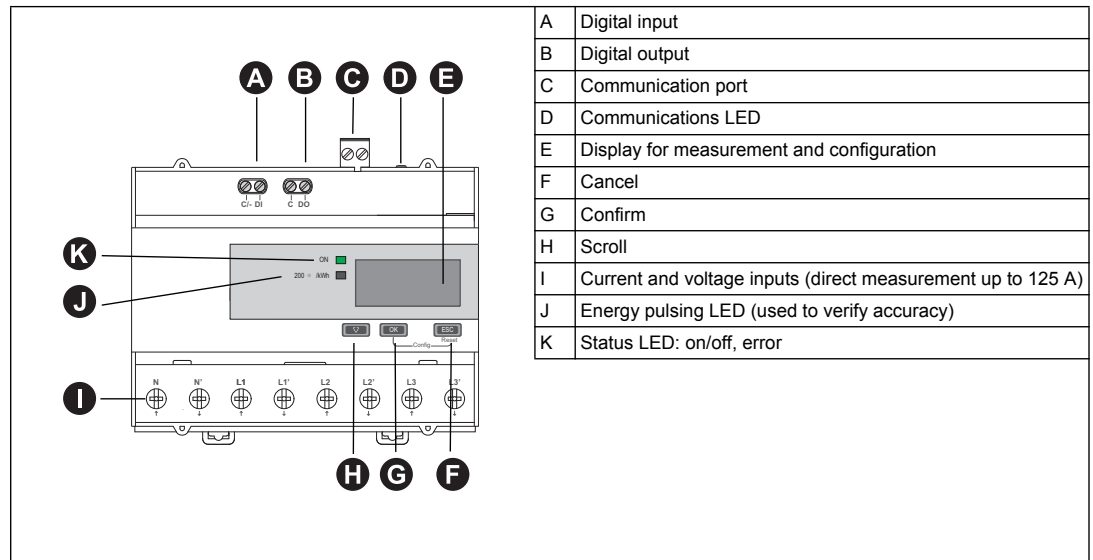 A B C D E
C/- DI C DO
K ON
J 200 /kWh
OK ESC
Config. Reset
N N' L1 L1' L2 L2' L3 L3'
I
H G F
A Digital input
B Digital output
C Communication port
D Communications LED
E Display for measurement and configuration
F Cancel
G Confirm
H Scroll
I Current and voltage inputs (direct measurement up to 125 A)
J Energy pulsing LED (used to verify accuracy)
K Status LED: on/off, error